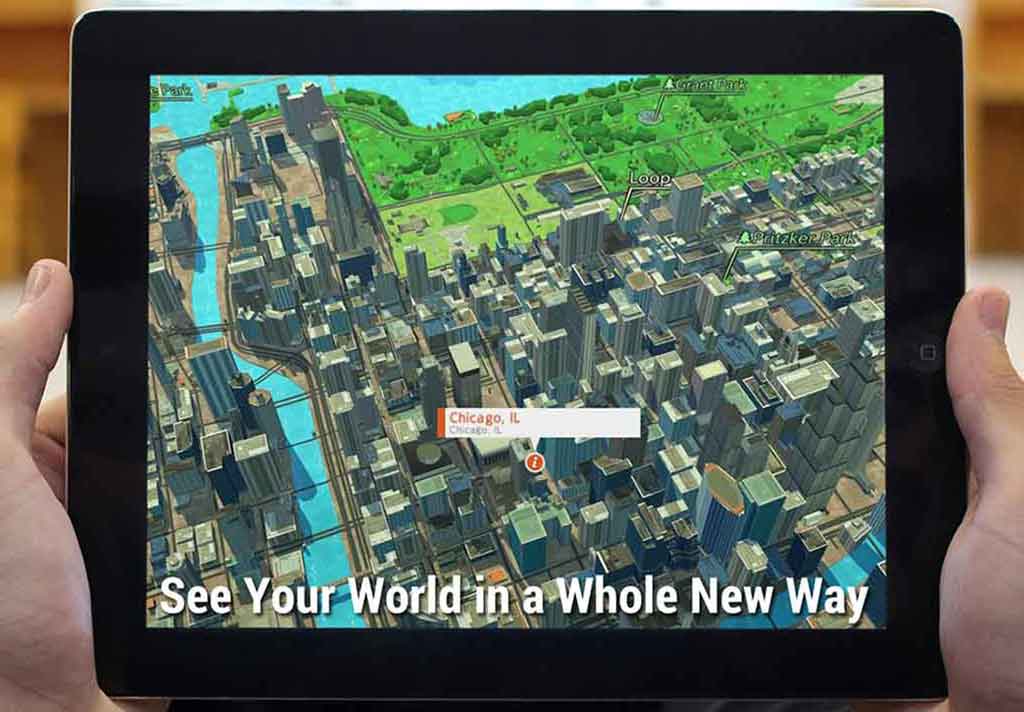 e Park
Grant Park
Loop
Pritzker Park
Chicago, IL
Chicago, IL
i
See Your World in a Whole New Way